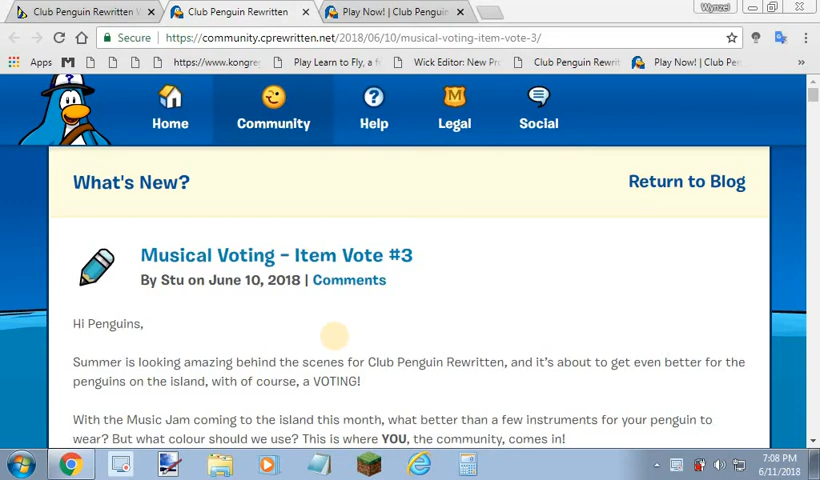 Club Penguin Rewritten W
Club Penguin Rewritten
Play Now! | Club Penguin
Wynzel
Secure
https://community.cprewritten.net/2018/06/10/musical-voting-item-vote-3/
Apps
https://www.kongre
Play Learn to Fly, a f
Wick Editor: New Pro
Club Penguin Rewrit
Play Now! | Club Pen
»
Home
Community
Help
Legal
Social
What's New?
Return to Blog
Musical Voting - Item Vote #3
By Stu on June 10, 2018 | Comments
Hi Penguins,
Summer is looking amazing behind the scenes for Club Penguin Rewritten, and it's about to get even better for the
penguins on the island, with of course, a VOTING!
With the Music Jam coming to the island this month, what better than a few instruments for your penguin to
wear? But what colour should we use? This is where YOU, the community, comes in!
7:08 PM
6/11/2018